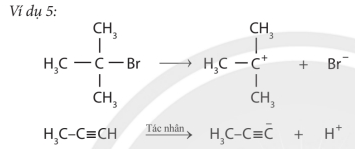 Ví dụ 5:
CH₃ CH₃
H₃C — C — Br ⟶ H₃C — C⁺ + Br⁻
CH₃ CH₃
H₃C–C≡CH Tác nhân⟶ H₃C–C≡C̄ + H⁺